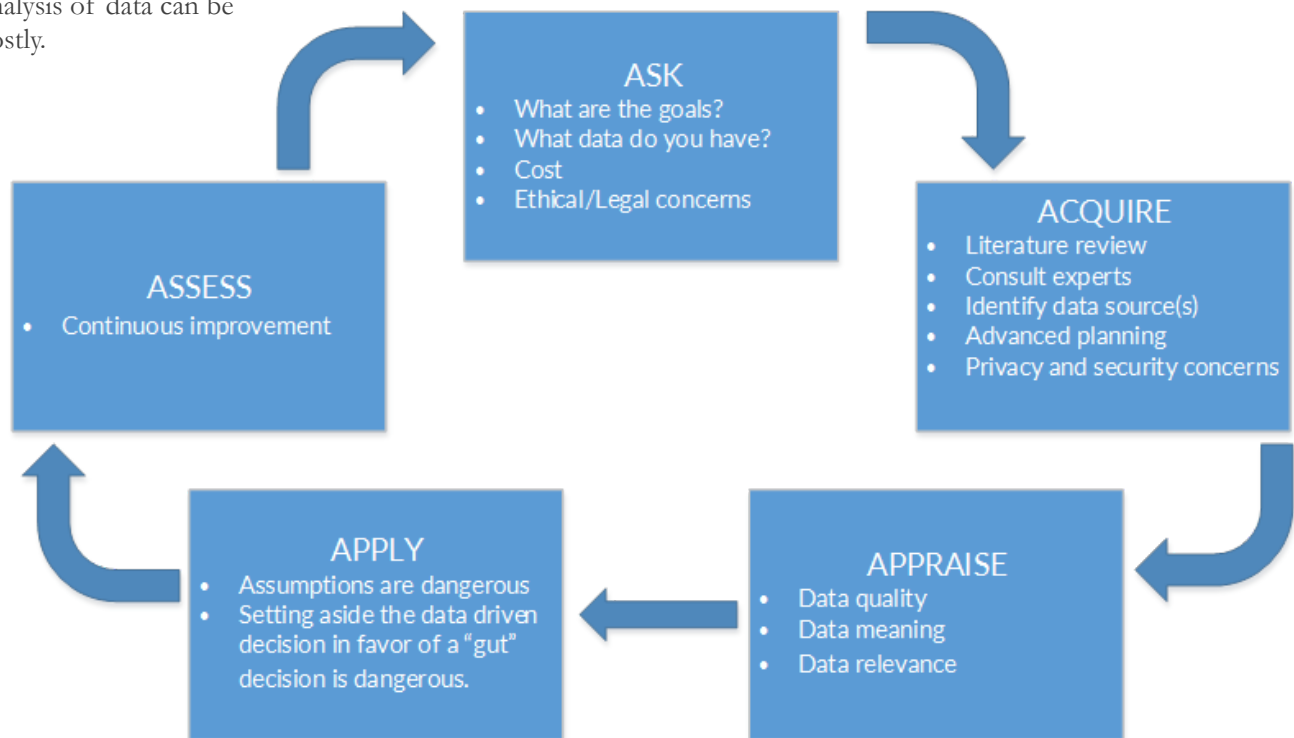 alysis of data can be
ostly.
ASK
• What are the goals?
• What data do you have?
• Cost
• Ethical/Legal concerns
ACQUIRE
• Literature review
• Consult experts
• Identify data source(s)
• Advanced planning
• Privacy and security concerns
APPRAISE
• Data quality
• Data meaning
• Data relevance
APPLY
• Assumptions are dangerous
• Setting aside the data driven
decision in favor of a “gut”
decision is dangerous.
ASSESS
• Continuous improvement